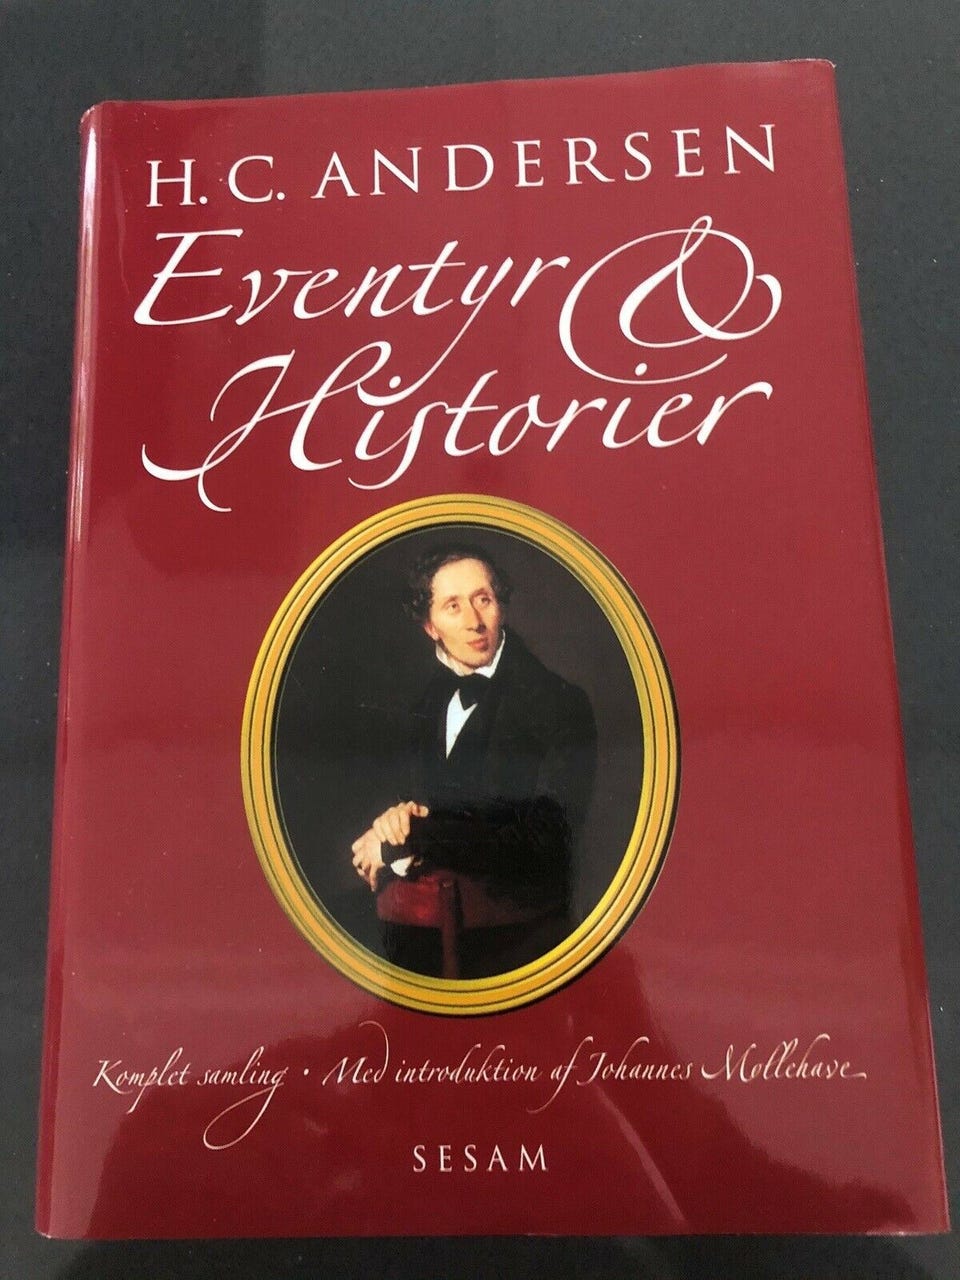 H. C. ANDERSEN
Eventyr &
Historier
Komplet samling · Med introduktion af Johannes Møllehave
SESAM